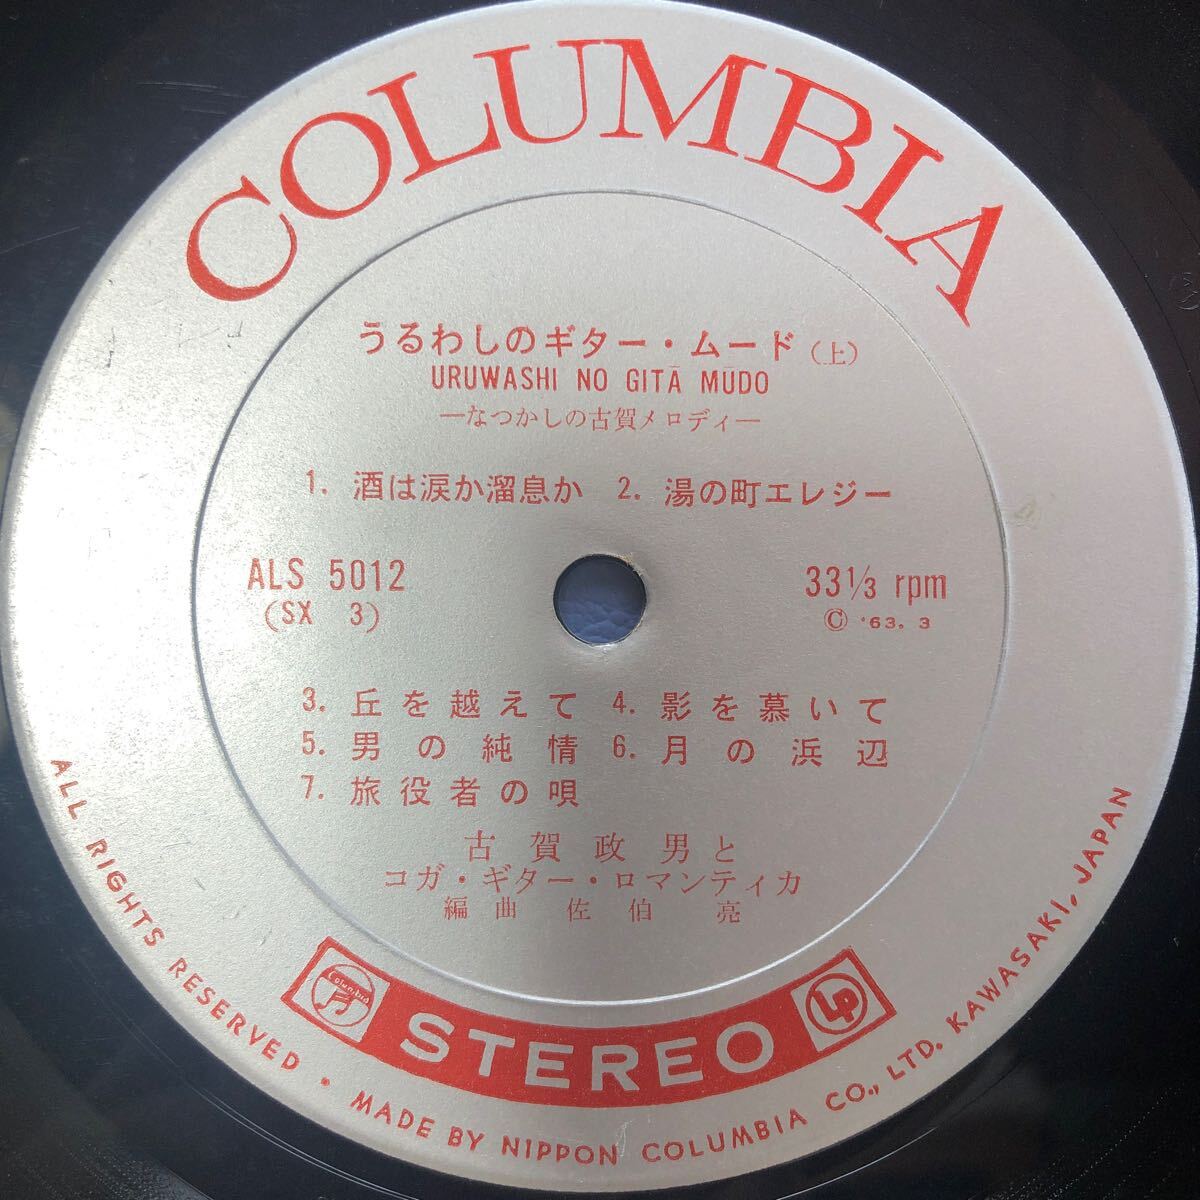 COLUMBIA
うるわしのギター・ムード(上)
URUWASHI NO GITĀ MŪDO
―なつかしの古賀メロディ―
1. 酒は涙か溜息か 2. 湯の町エレジー
ALS 5012
(SX 3)
33 1/3 rpm
© '63. 3
3. 丘を越えて 4. 影を慕いて
5. 男の純情 6. 月の浜辺
7. 旅役者の唄
古賀政男と
コガ・ギター・ロマンティカ
編曲 佐伯 亮
Columbia
STEREO
LP
ALL RIGHTS RESERVED • MADE BY NIPPON COLUMBIA CO., LTD. KAWASAKI, JAPAN